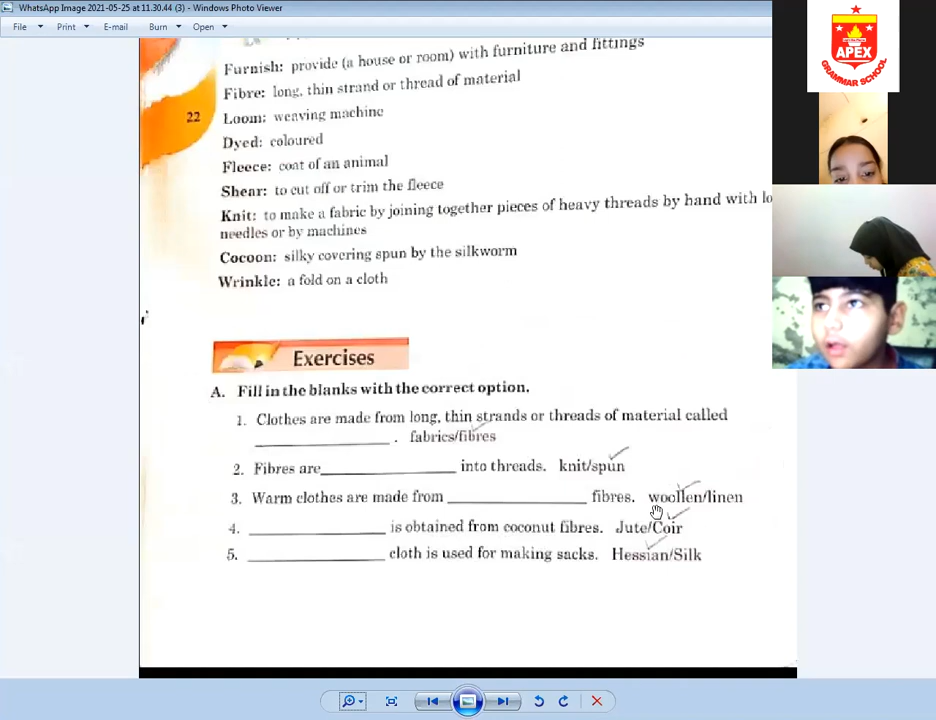 WhatsApp Image 2021-05-25 at 11.30.44 (3) - Windows Photo Viewer
File Print E-mail Burn Open
Furnish: provide (a house or room) with furniture and fittings
Fibre: long, thin strand or thread of material
22
Loom: weaving machine
Dyed: coloured
Fleece: coat of an animal
Shear: to cut off or trim the fleece
Knit: to make a fabric by joining together pieces of heavy threads by hand with lo
needles or by machines
Cocoon: silky covering spun by the silkworm
Wrinkle: a fold on a cloth
Exercises
A. Fill in the blanks with the correct option.
1. Clothes are made from long, thin strands or threads of material called
____________ . fabrics/fibres
2. Fibres are____________ into threads. knit/spun
3. Warm clothes are made from ____________ fibres. woollen/linen
4. ____________ is obtained from coconut fibres. Jute/Coir
5. ____________ cloth is used for making sacks. Hessian/Silk
APEX
GRAMMAR SCHOOL